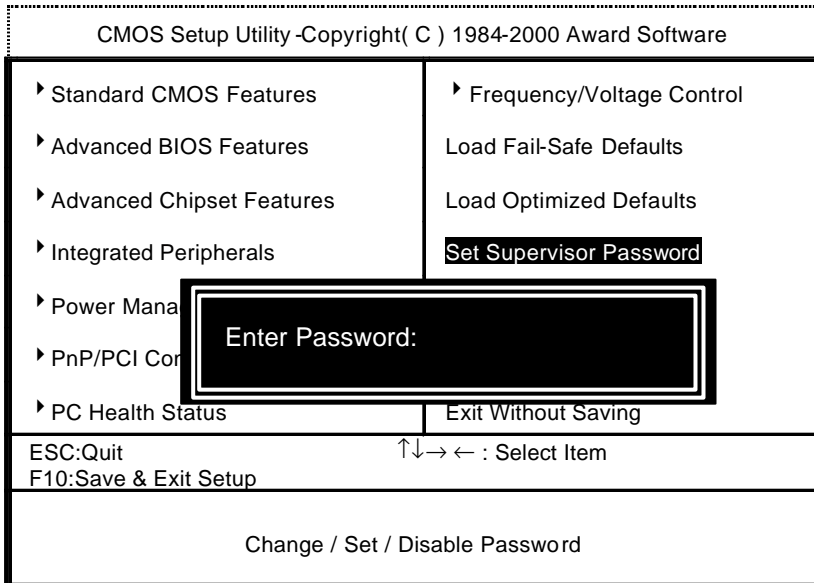 CMOS Setup Utility -Copyright( C ) 1984-2000 Award Software
Standard CMOS Features
Advanced BIOS Features
Advanced Chipset Features
Integrated Peripherals
Power Mana
PnP/PCI Con
PC Health Status
Frequency/Voltage Control
Load Fail-Safe Defaults
Load Optimized Defaults
Set Supervisor Password
Enter Password:
Exit Without Saving
ESC:Quit ↑↓→ ← : Select Item
F10:Save & Exit Setup
Change / Set / Disable Password